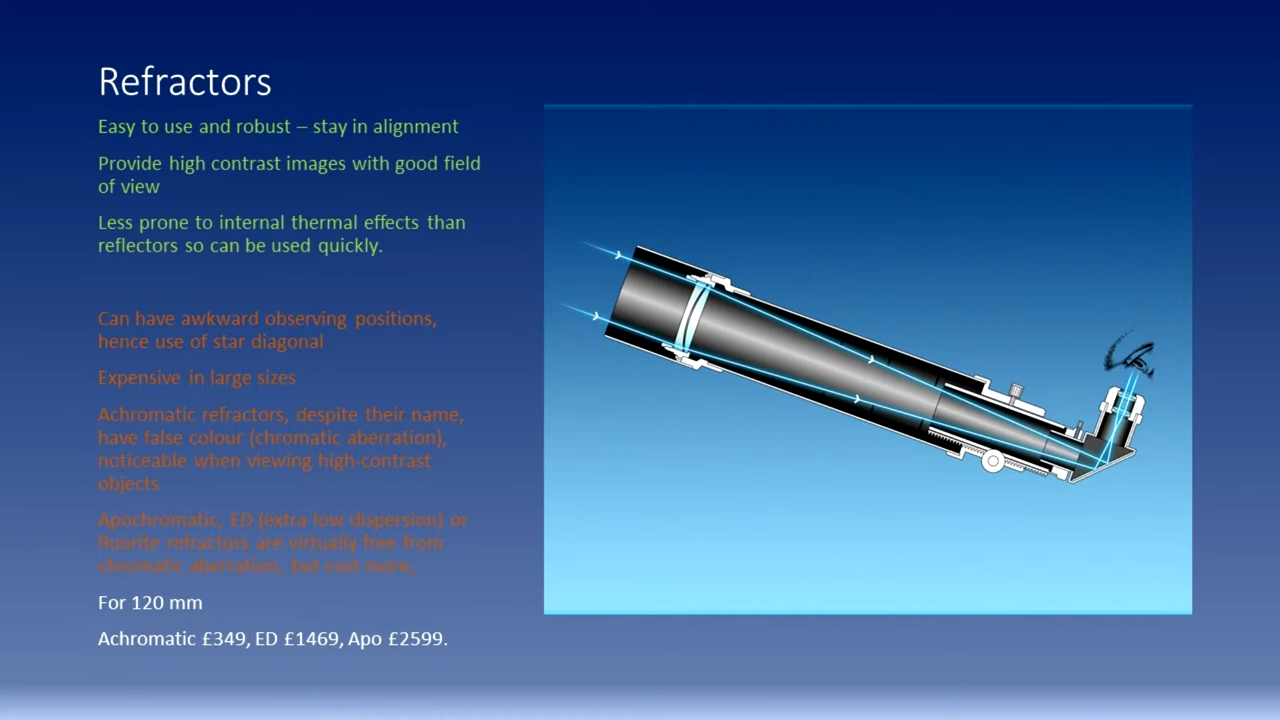 Refractors
Easy to use and robust – stay in alignment
Provide high contrast images with good field
of view
Less prone to internal thermal effects than
reflectors so can be used quickly.
Can have awkward observing positions,
hence use of star diagonal
Expensive in large sizes
Achromatic refractors, despite their name,
have false colour (chromatic aberration),
noticeable when viewing high-contrast
objects
Apochromatic, ED (extra low dispersion) or
fluorite refractors are virtually free from
chromatic aberration, but cost more,
For 120 mm
Achromatic £349, ED £1469, Apo £2599.